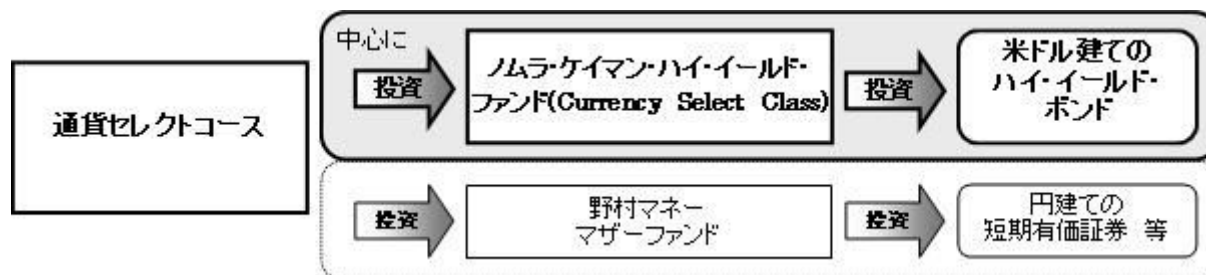 通貨セレクトコース
中心に
投資
ノムラ・ケイマン・ハイ・イールド・
ファンド(Currency Select Class)
投資
米ドル建ての
ハイ・イールド・
ボンド
投資
野村マネー
マザーファンド
投資
円建ての
短期有価証券 等